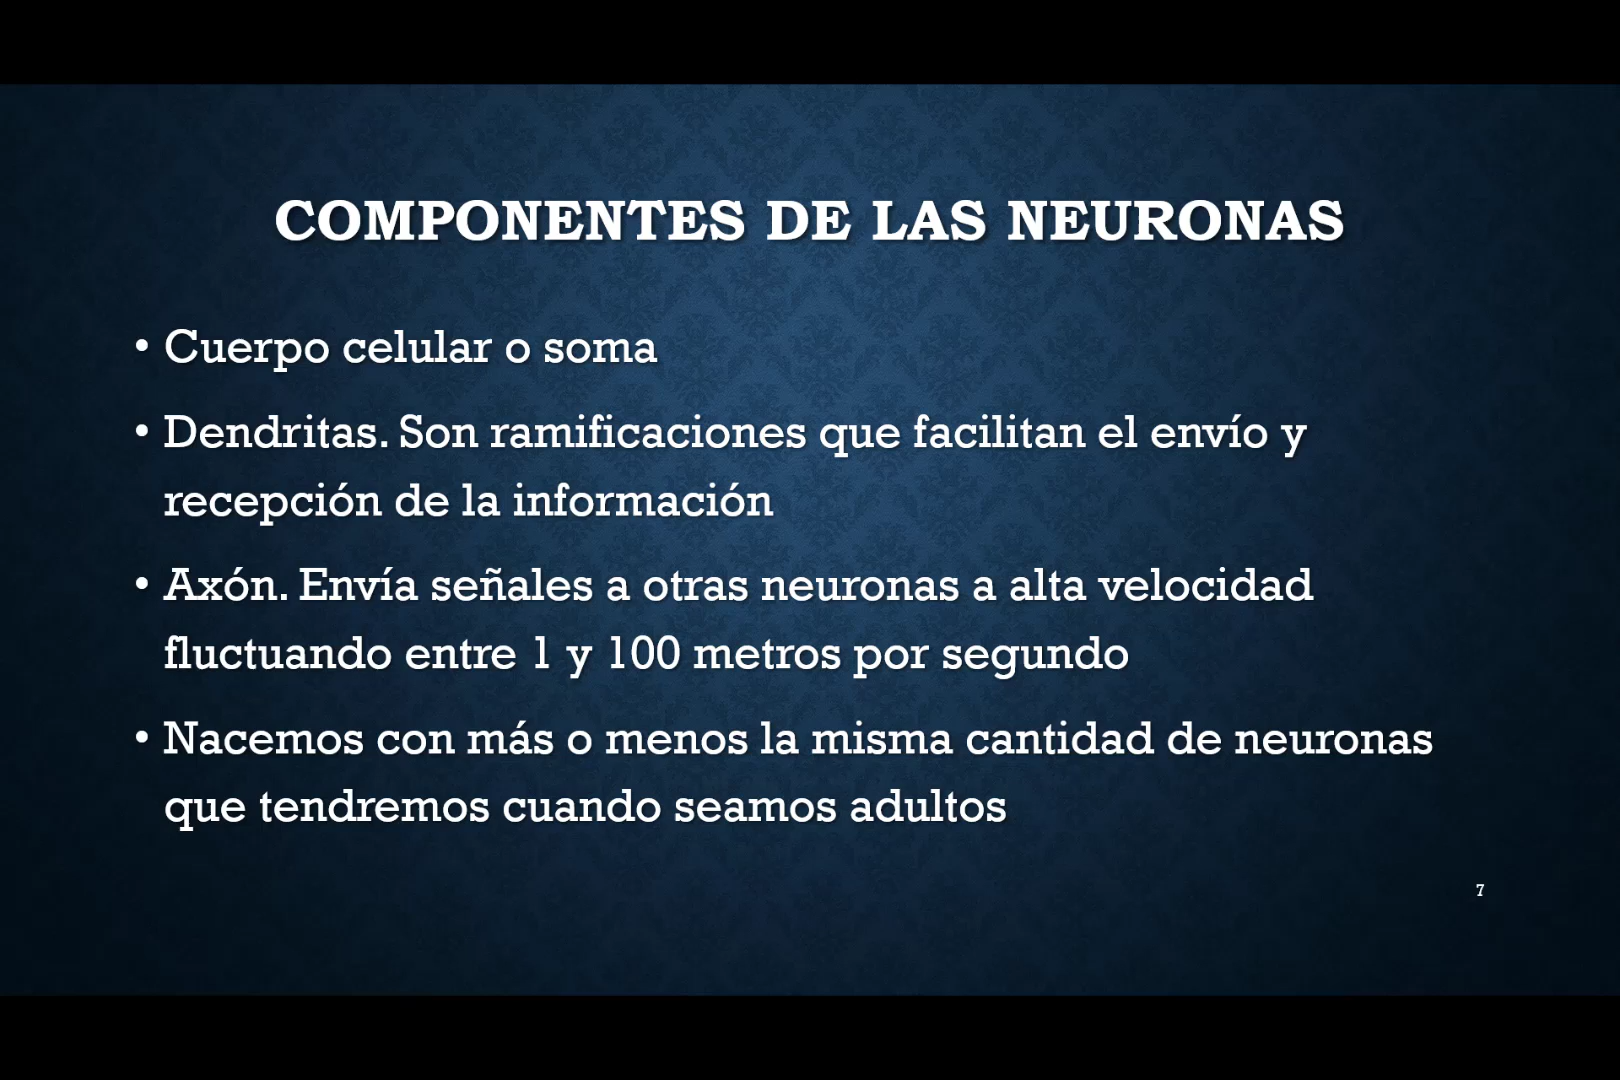 COMPONENTES DE LAS NEURONAS
• Cuerpo celular o soma
• Dendritas. Son ramificaciones que facilitan el envío y
recepción de la información
• Axón. Envía señales a otras neuronas a alta velocidad
fluctuando entre 1 y 100 metros por segundo
• Nacemos con más o menos la misma cantidad de neuronas
que tendremos cuando seamos adultos
7